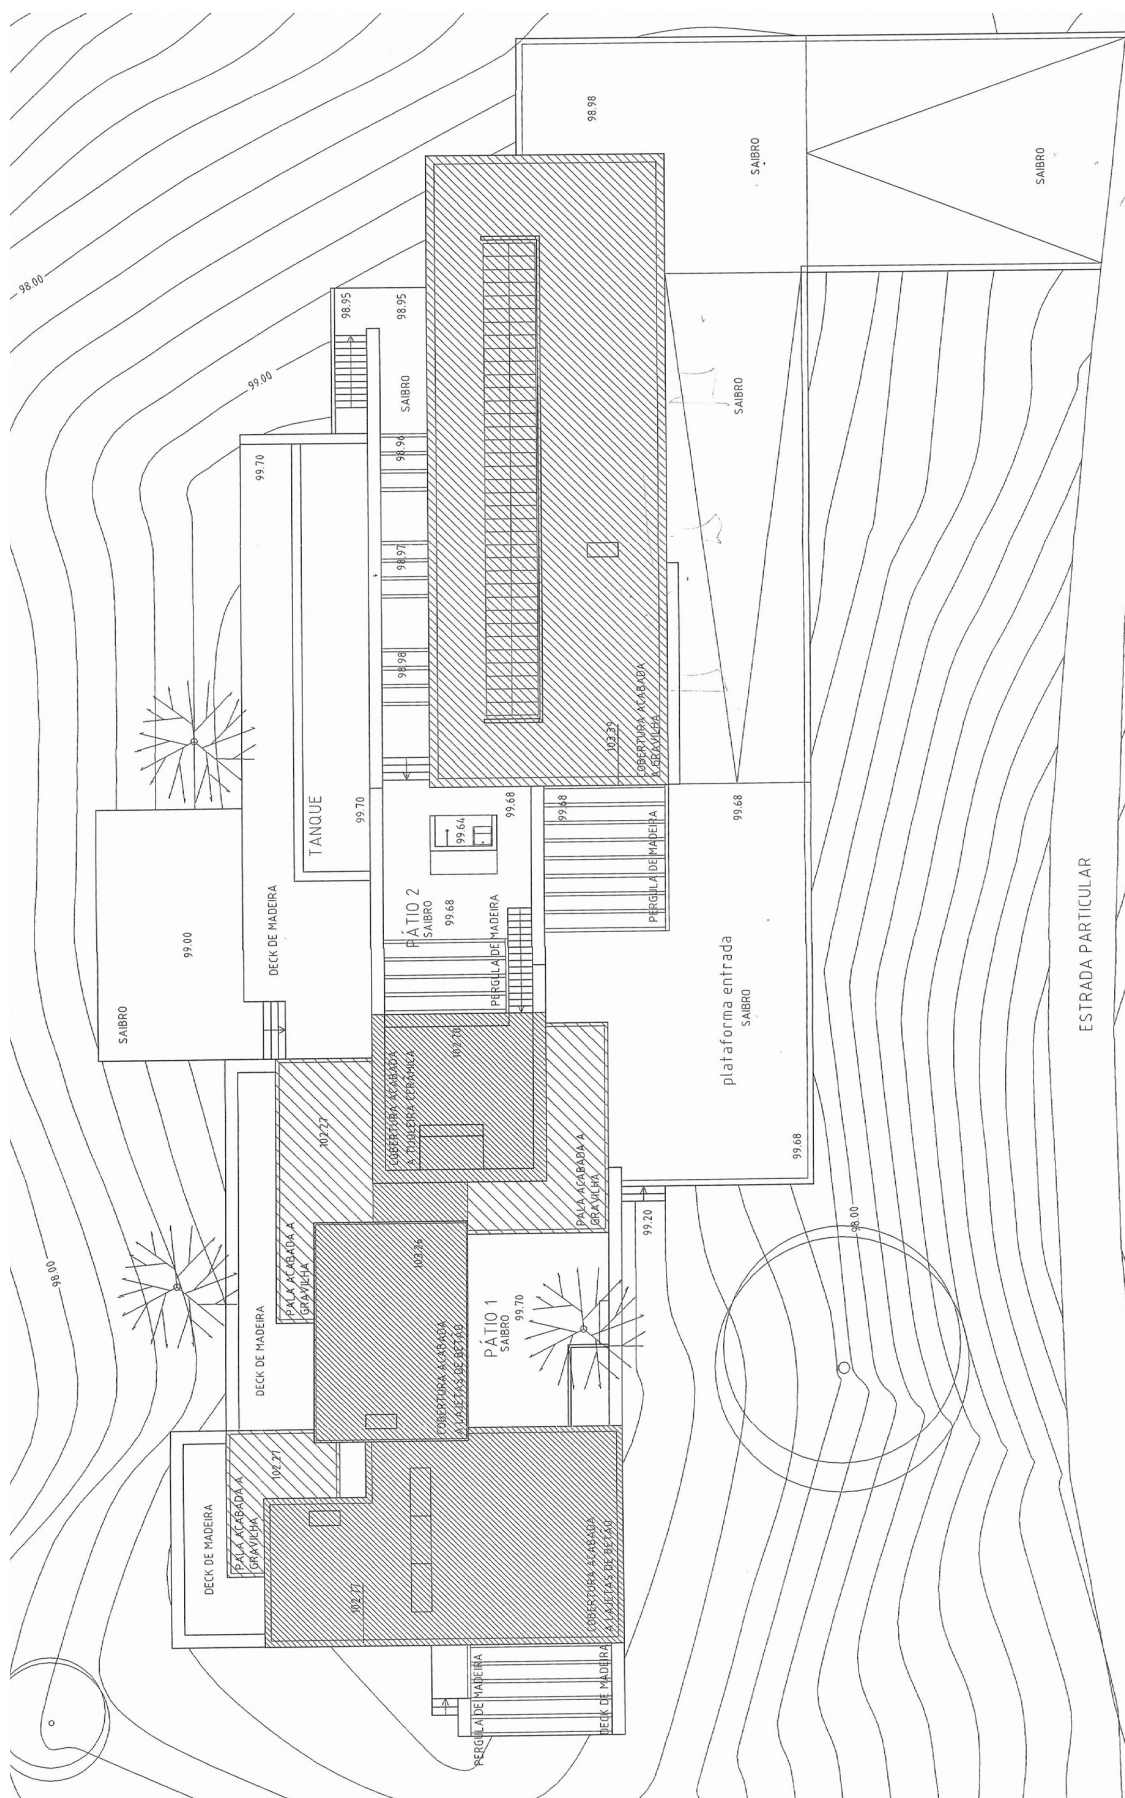 98.98
SAIBRO
SAIBRO
98.00
98.95
98.95
SAIBRO
99.00
SAIBRO
98.96
99.70
98.97
98.98
103.39
COBERTURA ACABADA
A GRAVILHA
TANQUE
99.70
99.68
99.68
99.68
99.64
PERGULA DE MADEIRA
PÁTIO 2
SAIBRO
99.68
PERGULA DE MADEIRA
DECK DE MADEIRA
99.00
SAIBRO
plataforma entrada
SAIBRO
ESTRADA PARTICULAR
102.70
COBERTURA ACABADA
A TIJOLEIRA CERÂMICA
102.27
99.68
PALA ACABADA A
GRAVILHA
99.20
98.00
PALA ACABADA A
GRAVILHA
103.26
98.00
DECK DE MADEIRA
PÁTIO 1
SAIBRO
99.70
COBERTURA ACABADA
A LAJETAS DE BETÃO
102.27
PALA ACABADA A
GRAVILHA
DECK DE MADEIRA
102.77
COBERTURA ACABADA
A LAJETAS DE BETÃO
PERGULA DE MADEIRA
DECK DE MADEIRA